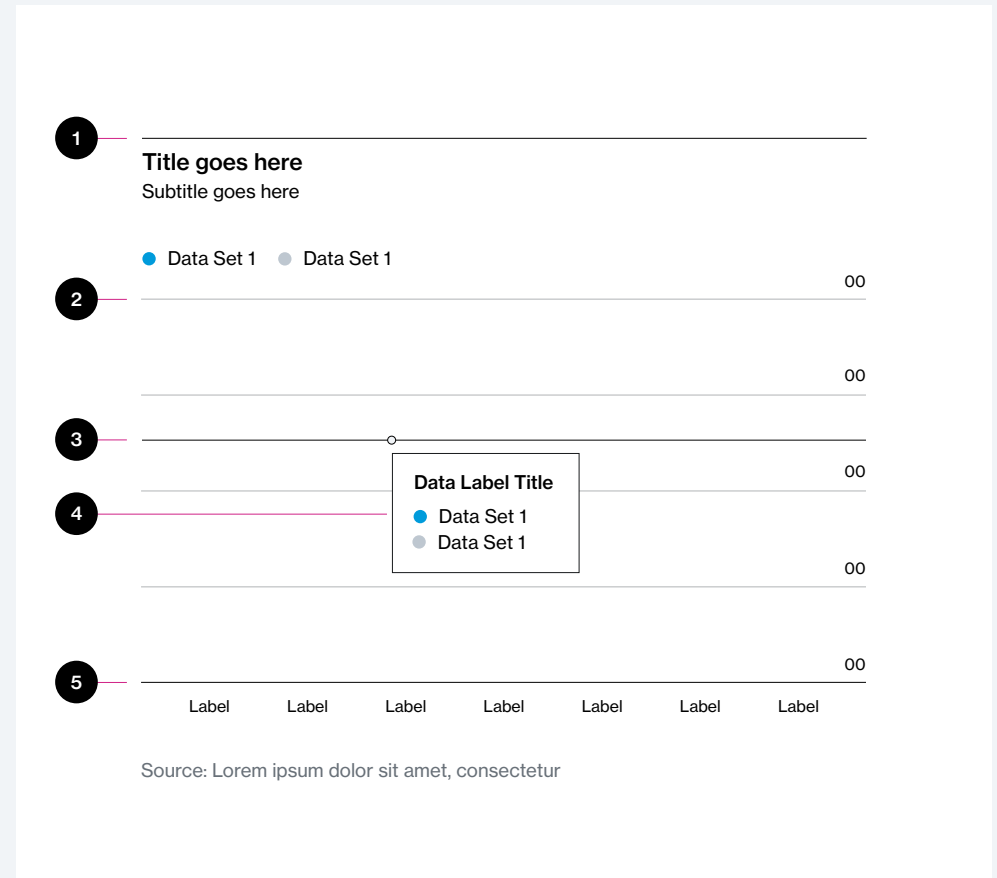 1
Title goes here
Subtitle goes here
Data Set 1 Data Set 1
00
2
00
3
00
Data Label Title
4
Data Set 1
Data Set 1
00
00
5
Label Label Label Label Label Label Label
Source: Lorem ipsum dolor sit amet, consectetur